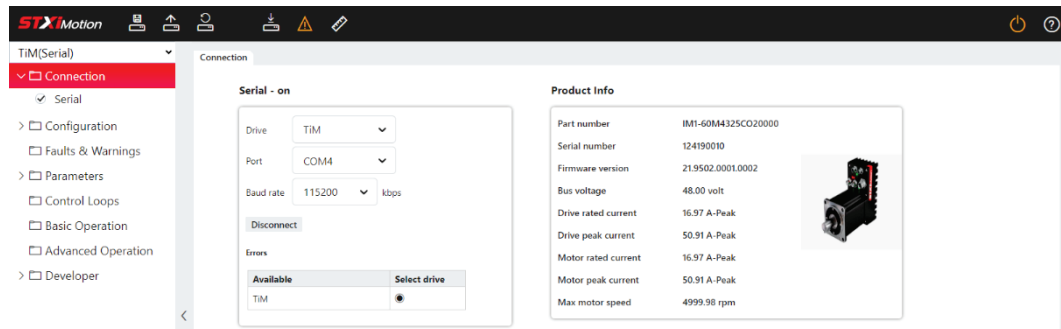 STXI Motion
TiM(Serial)
Connection
Serial
Configuration
Faults & Warnings
Parameters
Control Loops
Basic Operation
Advanced Operation
Developer
Connection
Serial - on
Drive TiM
Port COM4
Baud rate 115200 kbps
Disconnect
Errors
Available Select drive
TiM
Product Info
Part number IM1-60M4325CO20000
Serial number 124190010
Firmware version 21.9502.0001.0002
Bus voltage 48.00 volt
Drive rated current 16.97 A-Peak
Drive peak current 50.91 A-Peak
Motor rated current 16.97 A-Peak
Motor peak current 50.91 A-Peak
Max motor speed 4999.98 rpm